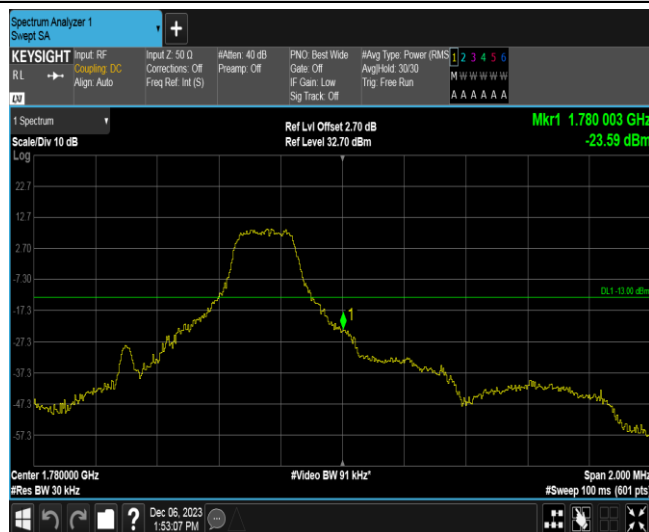 Spectrum Analyzer 1
Swept SA
+
KEYSIGHT
RL
LXI
Input: RF
Coupling: DC
Align: Auto
Input Z: 50 Ω
Corrections: Off
Freq Ref: Int (S)
#Atten: 40 dB
Preamp: Off
PNO: Best Wide
Gate: Off
IF Gain: Low
Sig Track: Off
#Avg Type: Power (RMS
Avg|Hold: 30/30
Trig: Free Run
1 2 3 4 5 6
M W W W W W
A A A A A A
1 Spectrum
Scale/Div 10 dB
Ref Lvl Offset 2.70 dB
Ref Level 32.70 dBm
Mkr1 1.780 003 GHz
-23.59 dBm
Log
22.7
12.7
2.70
-7.30
DL1 -13.00 dBm
-17.3
1
-27.3
-37.3
-47.3
-57.3
Center 1.780000 GHz
#Video BW 91 kHz*
Span 2.000 MHz
#Res BW 30 kHz
#Sweep 100 ms (601 pts)
?
Dec 06, 2023
1:53:07 PM